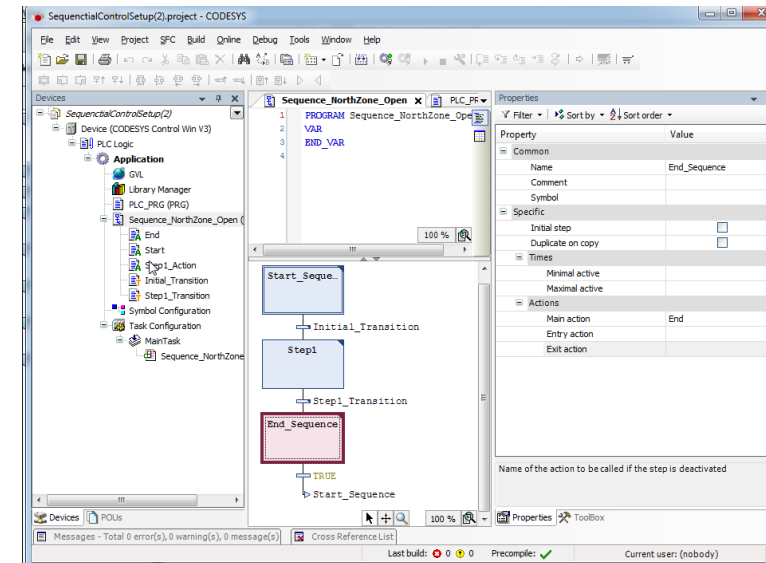 SequenctialControlSetup(2).project - CODESYS
File Edit View Project SFC Build Online Debug Tools Window Help
Devices
SequenctialControlSetup(2)
Device (CODESYS Control Win V3)
PLC Logic
Application
GVL
Library Manager
PLC_PRG (PRG)
Sequence_NorthZone_Open (
End
Start
Step1_Action
Initial_Transition
Step1_Transition
Symbol Configuration
Task Configuration
MainTask
Sequence_NorthZone
Devices POUs
Sequence_NorthZone_Open x PLC_PF
1 PROGRAM Sequence_NorthZone_Ope
2 VAR
3 END_VAR
4
100 %
Start_Seque…
Initial_Transition
Step1
Step1_Transition
End_Sequence
TRUE
Start_Sequence
100 %
Properties
Filter Sort by Sort order
Property Value
Common
Name End_Sequence
Comment
Symbol
Specific
Initial step
Duplicate on copy
Times
Minimal active
Maximal active
Actions
Main action End
Entry action
Exit action
Name of the action to be called if the step is deactivated
Properties ToolBox
Messages - Total 0 error(s), 0 warning(s), 0 message(s) Cross Reference List
Last build: 0 0 Precompile: Current user: (nobody)